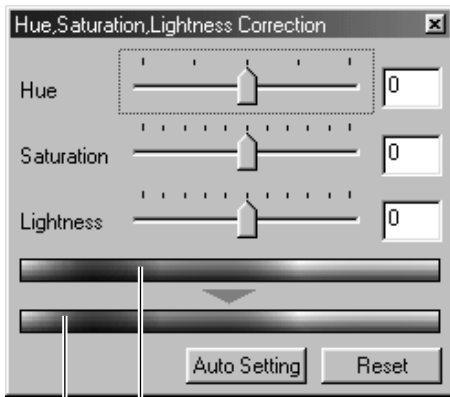 Hue,Saturation,Lightness Correction
Hue 0
Saturation 0
Lightness 0
Auto Setting Reset